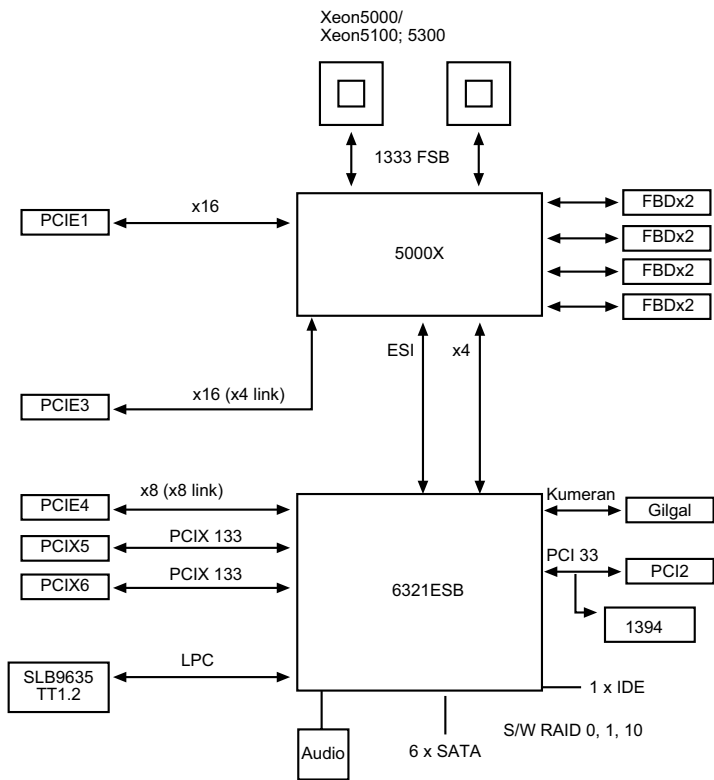 Xeon5000/
Xeon5100; 5300
1333 FSB
PCIE1
x16
5000X
FBDx2
FBDx2
FBDx2
FBDx2
ESI
x4
PCIE3
x16 (x4 link)
PCIE4
x8 (x8 link)
PCIX5
PCIX 133
PCIX6
PCIX 133
6321ESB
Kumeran
Gilgal
PCI 33
PCI2
1394
SLB9635
TT1.2
LPC
1 x IDE
S/W RAID 0, 1, 10
Audio
6 x SATA